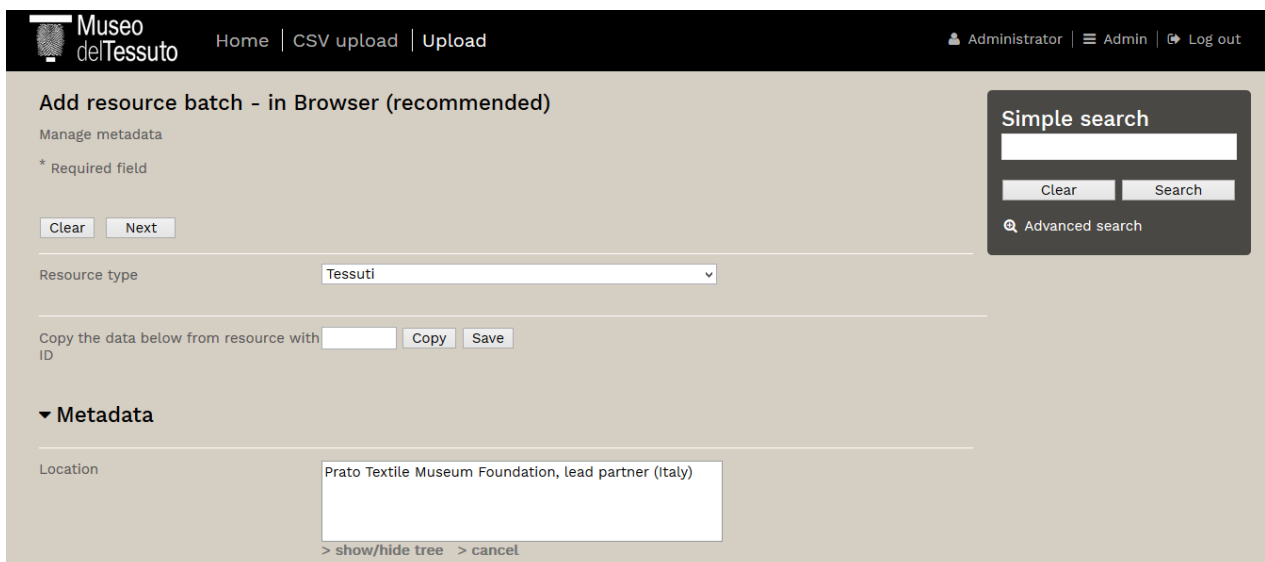 Museo
delTessuto
Home | CSV upload | Upload
Administrator | Admin | Log out
Add resource batch - in Browser (recommended)
Manage metadata
* Required field
Clear Next
Resource type Tessuti
Copy the data below from resource with
ID
Copy Save
Metadata
Location Prato Textile Museum Foundation, lead partner (Italy)
> show/hide tree > cancel
Simple search
Clear Search
Advanced search